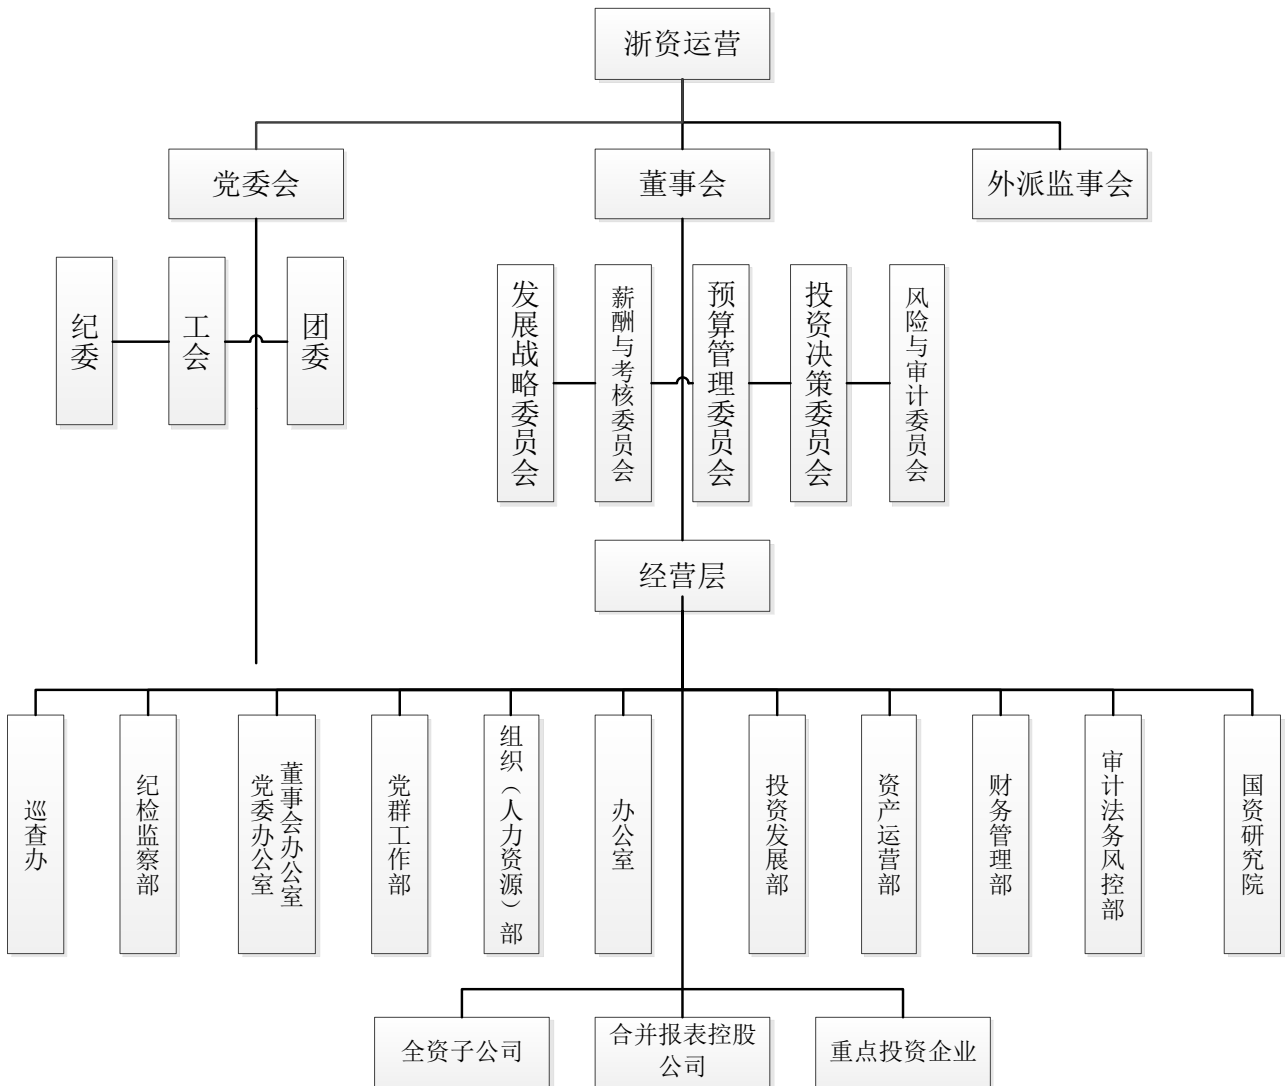 浙资运营
党委会
董事会
外派监事会
纪委
工会
团委
发展战略委员会
薪酬与考核委员会
预算管理委员会
投资决策委员会
风险与审计委员会
经营层
巡查办
纪检监察部
董事会办公室
党委办公室
党群工作部
组织（人力资源）部
办公室
投资发展部
资产运营部
财务管理部
审计法务风控部
国资研究院
全资子公司
合并报表控股
公司
重点投资企业